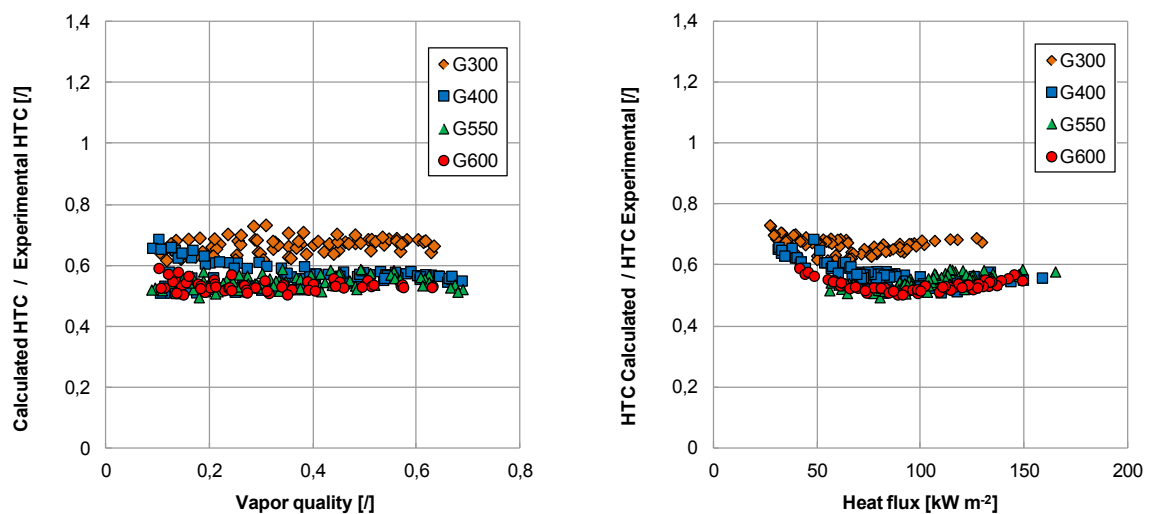 Calculated HTC / Experimental HTC [/]
1,4
1,2
1
0,8
0,6
0,4
0,2
0
0,2
0,4
0,6
0,8
Vapor quality [/]
G300
G400
G550
G600
HTC Calculated / HTC Experimental [/]
1,4
1,2
1
0,8
0,6
0,4
0,2
0
0
50
100
150
200
Heat flux [kW m-2]
G300
G400
G550
G600